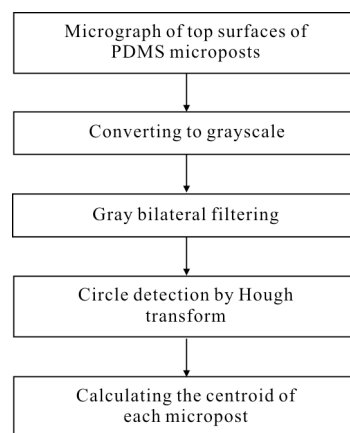 Micrograph of top surfaces of
PDMS microposts
Converting to grayscale
Gray bilateral filtering
Circle detection by Hough
transform
Calculating the centroid of
each micropost